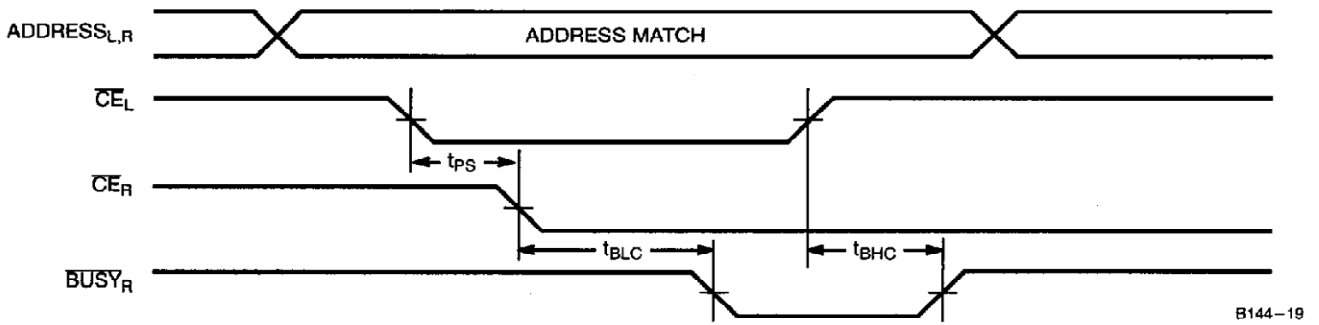 ADDRESSL,R
ADDRESS MATCH
CEL
tPS
CER
tBLC
tBHC
BUSYR
B144-19